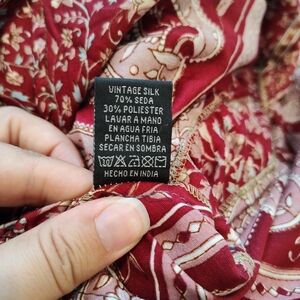 VINTAGE SILK
70% SEDA
30% POLIESTER
LAVAR A MANO
EN AGUA FRIA
PLANCHA TIBIA
SECAR EN SOMBRA
HECHO EN INDIA